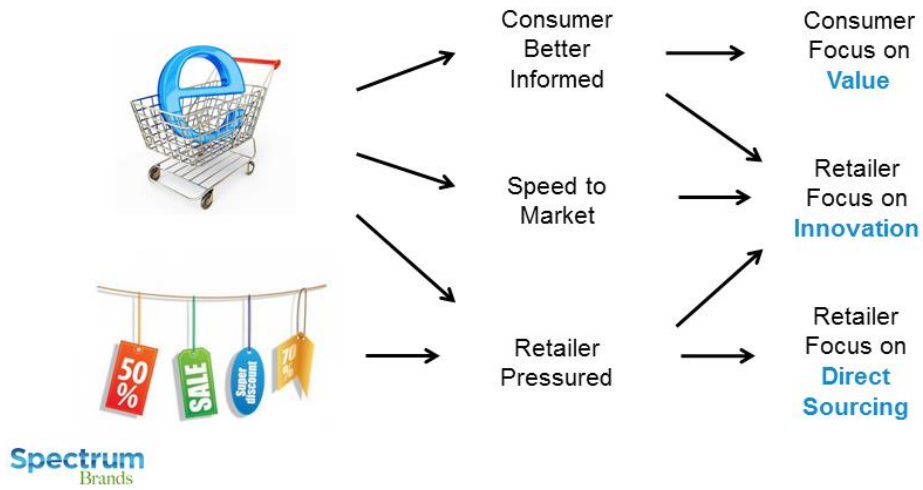 Consumer
Better
Informed
Consumer
Focus on
Value
e
Speed to
Market
Retailer
Focus on
Innovation
50
%
SALE
Super
discount
70
%
Retailer
Pressured
Retailer
Focus on
Direct
Sourcing
Spectrum
Brands